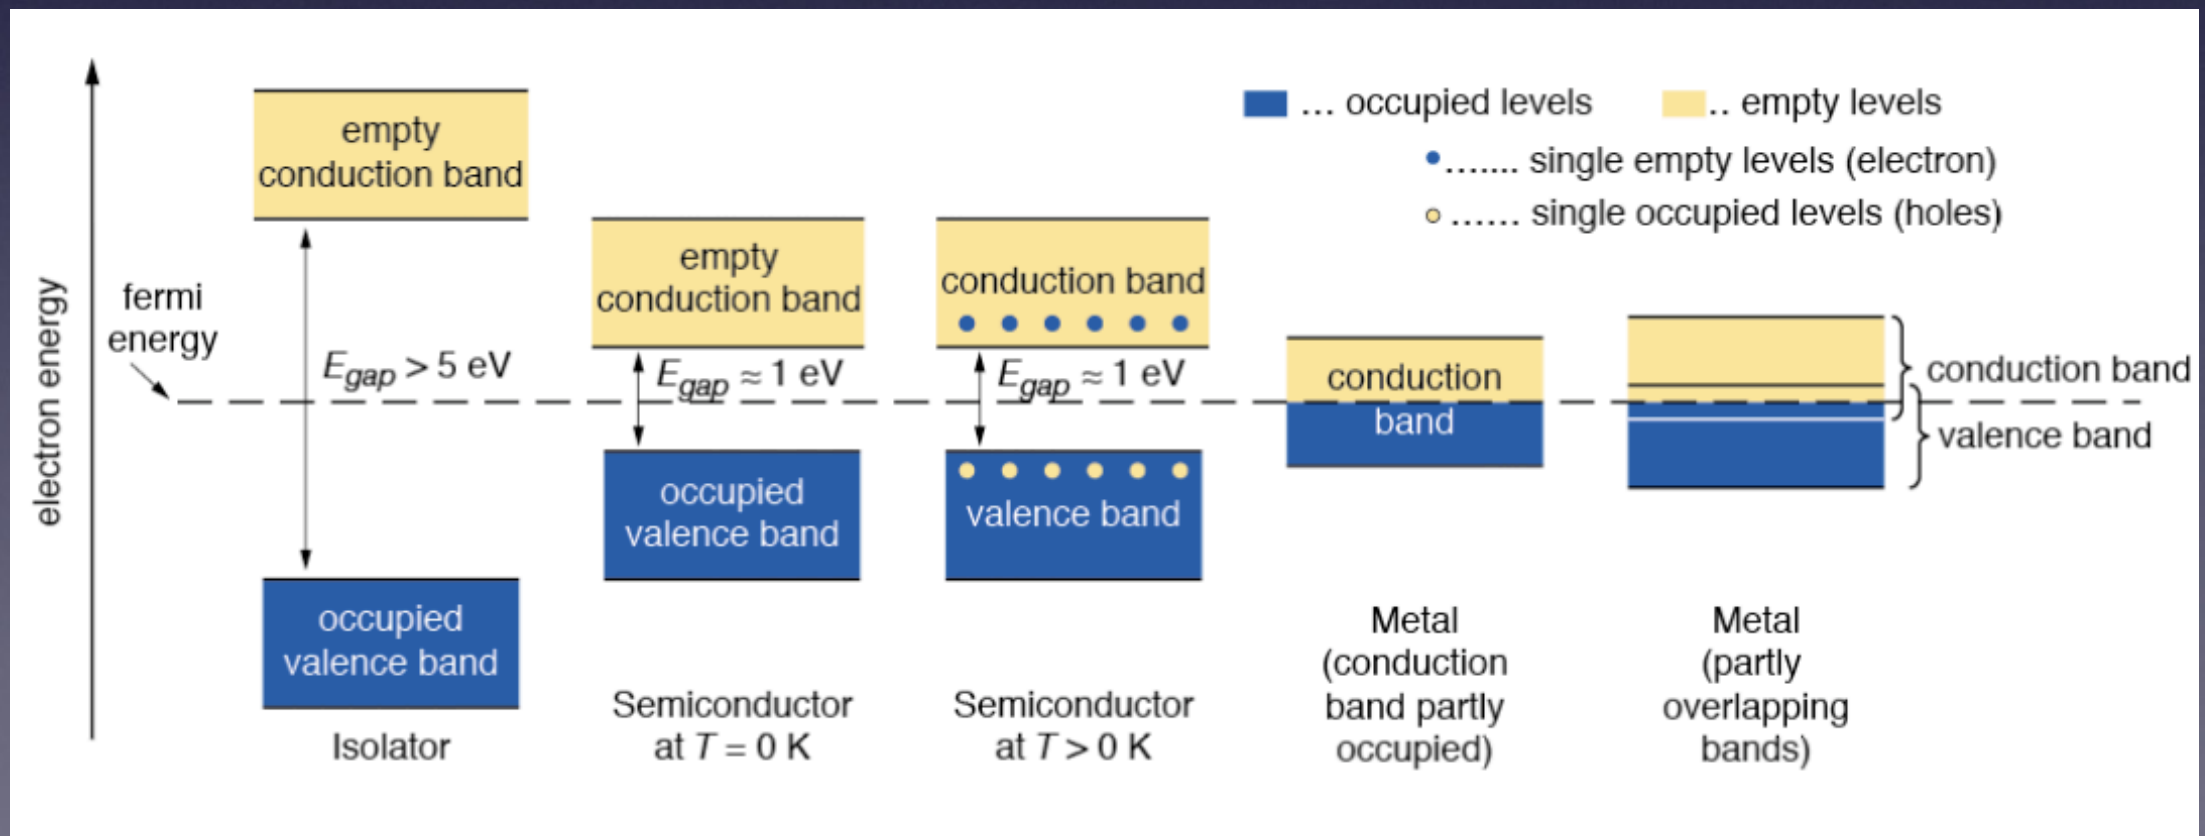 electron energy
fermi
energy
empty
conduction band
E_gap > 5 eV
occupied
valence band
Isolator
empty
conduction band
E_gap ≈ 1 eV
occupied
valence band
Semiconductor
at T = 0 K
conduction band
E_gap ≈ 1 eV
valence band
Semiconductor
at T > 0 K
... occupied levels
.. empty levels
....... single empty levels (electron)
...... single occupied levels (holes)
conduction
band
Metal
(conduction
band partly
occupied)
conduction band
valence band
Metal
(partly
overlapping
bands)